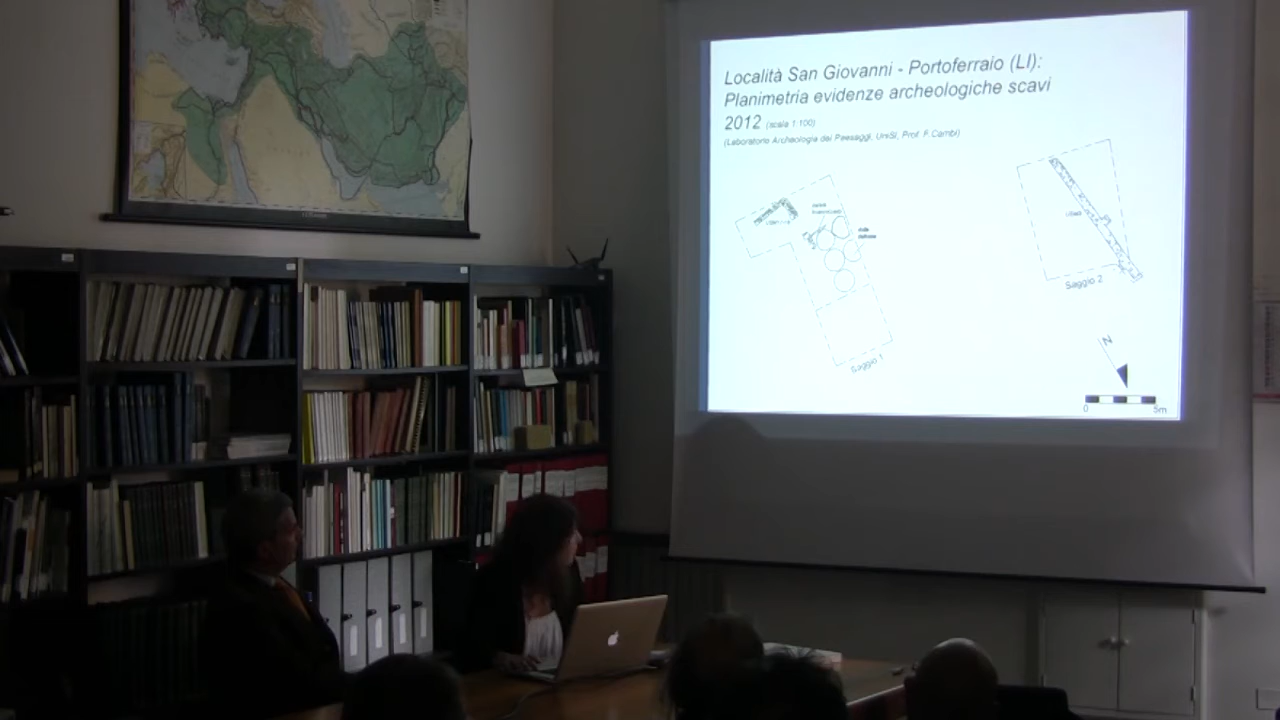 Località San Giovanni - Portoferraio (LI):
Planimetria evidenze archeologiche scavi
2012 (scala 1:100)
(Laboratorio Archeologia dei Paesaggi, UniSI, Prof. F.Cambi)
Saggio 2
Saggio 1
N
0 5m